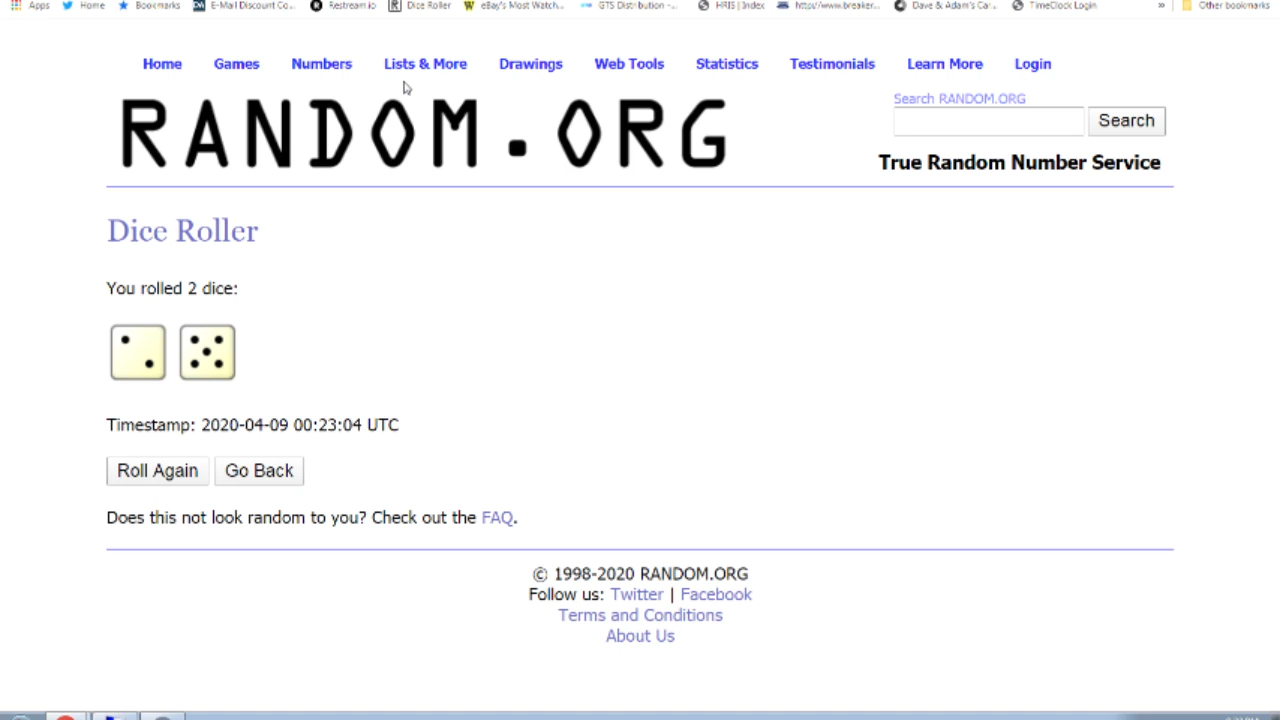 Apps Home Bookmarks E-Mail Discount Co... Restream.io Dice Roller eBay's Most Watch... GTS Distribution -... HRIS | Index http://www.breaker... Dave & Adam's Car... TimeClock Login » Other bookmarks
Home Games Numbers Lists & More Drawings Web Tools Statistics Testimonials Learn More Login
RANDOM.ORG
Search RANDOM.ORG
Search
True Random Number Service
Dice Roller
You rolled 2 dice:
Timestamp: 2020-04-09 00:23:04 UTC
Roll Again Go Back
Does this not look random to you? Check out the FAQ.
© 1998-2020 RANDOM.ORG
Follow us: Twitter | Facebook
Terms and Conditions
About Us